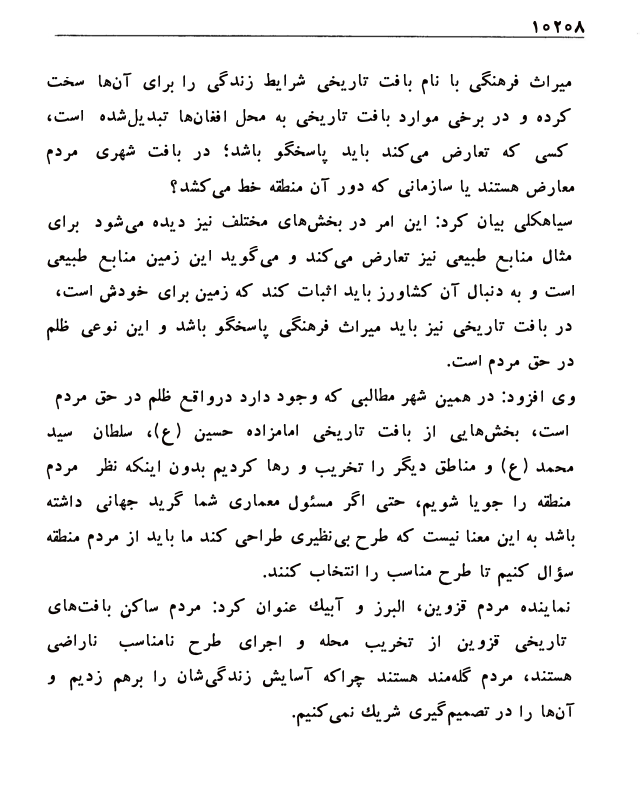 ۱۰۲۰۸
میراث فرهنگی با نام بافت تاریخی شرایط زندگی را برای آن‌ها سخت
کرده و در برخی موارد بافت تاریخی به محل افغان‌ها تبدیل‌شده است،
کسی که تعارض می‌کند باید پاسخگو باشد؛ در بافت شهری مردم
معارض هستند یا سازمانی که دور آن منطقه خط می‌کشد؟
سیاهکلی بیان کرد: این امر در بخش‌های مختلف نیز دیده می‌شود برای
مثال منابع طبیعی نیز تعارض می‌کند و می‌گوید این زمین منابع طبیعی
است و به دنبال آن کشاورز باید اثبات کند که زمین برای خودش است،
در بافت تاریخی نیز باید میراث فرهنگی پاسخگو باشد و این نوعی ظلم
در حق مردم است.
وی افزود: در همین شهر مطالبی که وجود دارد درواقع ظلم در حق مردم
است، بخش‌هایی از بافت تاریخی امامزاده حسین (ع)، سلطان سید
محمد (ع) و مناطق دیگر را تخریب و رها کردیم بدون اینکه نظر مردم
منطقه را جویا شویم، حتی اگر مسئول معماری شما گرید جهانی داشته
باشد به این معنا نیست که طرح بی‌نظیری طراحی کند ما باید از مردم منطقه
سؤال کنیم تا طرح مناسب را انتخاب کنند.
نماینده مردم قزوین، البرز و آبیك عنوان کرد: مردم ساکن بافت‌های
تاریخی قزوین از تخریب محله و اجرای طرح نامناسب ناراضی
هستند، مردم گله‌مند هستند چراکه آسایش زندگی‌شان را برهم زدیم و
آن‌ها را در تصمیم‌گیری شریك نمی‌کنیم.